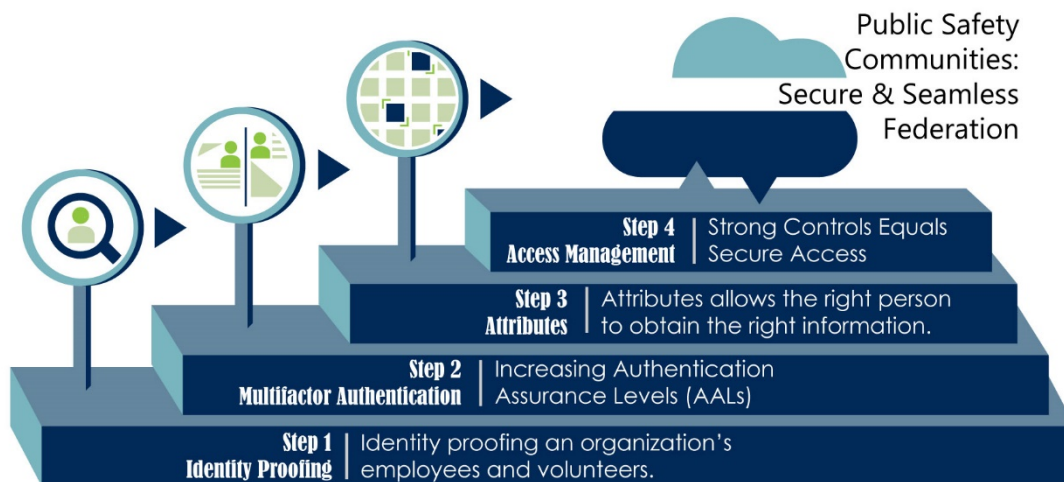 Public Safety
Communities:
Secure & Seamless
Federation
Step 4
Access Management
Strong Controls Equals
Secure Access
Step 3
Attributes
Attributes allows the right person
to obtain the right information.
Step 2
Multifactor Authentication
Increasing Authentication
Assurance Levels (AALs)
Step 1
Identity Proofing
Identity proofing an organization’s
employees and volunteers.